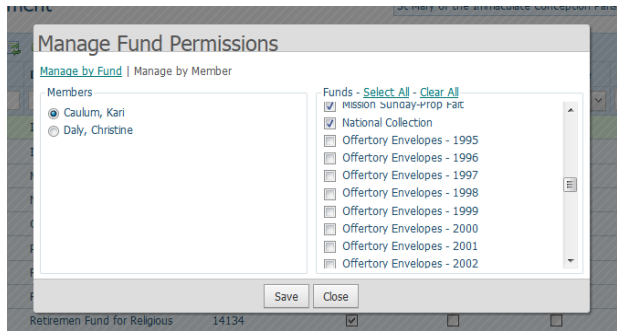 ment
St Mary of the Immaculate Conception Paris
Manage Fund Permissions
Manage by Fund | Manage by Member
Members
Caulum, Kari
Daly, Christine
Funds - Select All - Clear All
Mission Sunday-Prop Fait
National Collection
Offertory Envelopes - 1995
Offertory Envelopes - 1996
Offertory Envelopes - 1997
Offertory Envelopes - 1998
Offertory Envelopes - 1999
Offertory Envelopes - 2000
Offertory Envelopes - 2001
Offertory Envelopes - 2002
Save Close
Retiremen Fund for Religious 14134